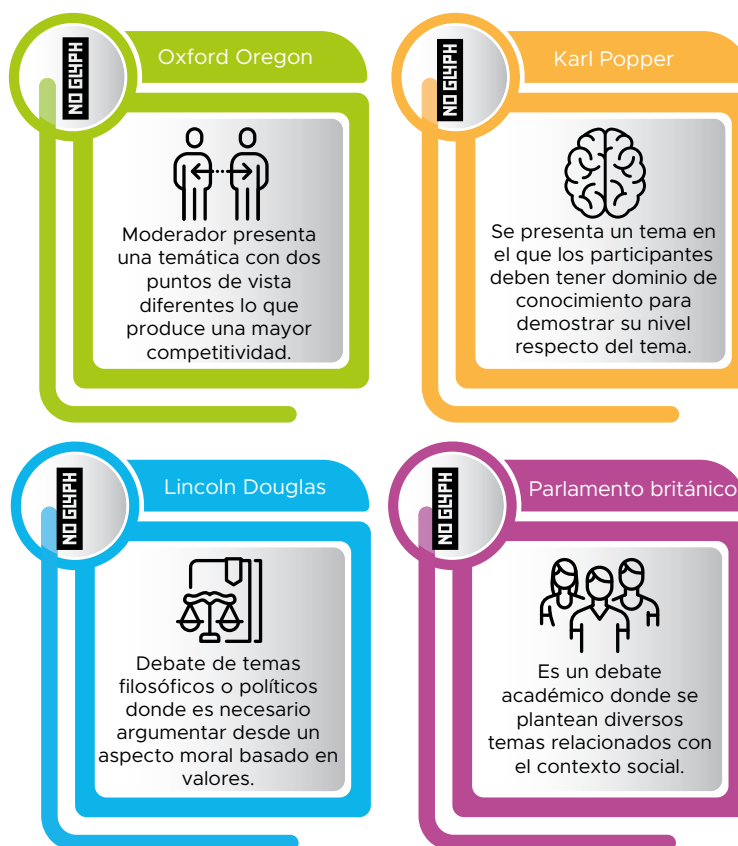 NO GLYPH
Oxford Oregon
Moderador presenta
una temática con dos
puntos de vista
diferentes lo que
produce una mayor
competitividad.
NO GLYPH
Karl Popper
Se presenta un tema en
el que los participantes
deben tener dominio de
conocimiento para
demostrar su nivel
respecto del tema.
NO GLYPH
Lincoln Douglas
Debate de temas
filosóficos o políticos
donde es necesario
argumentar desde un
aspecto moral basado en
valores.
NO GLYPH
Parlamento británico
Es un debate
académico donde se
plantean diversos
temas relacionados con
el contexto social.